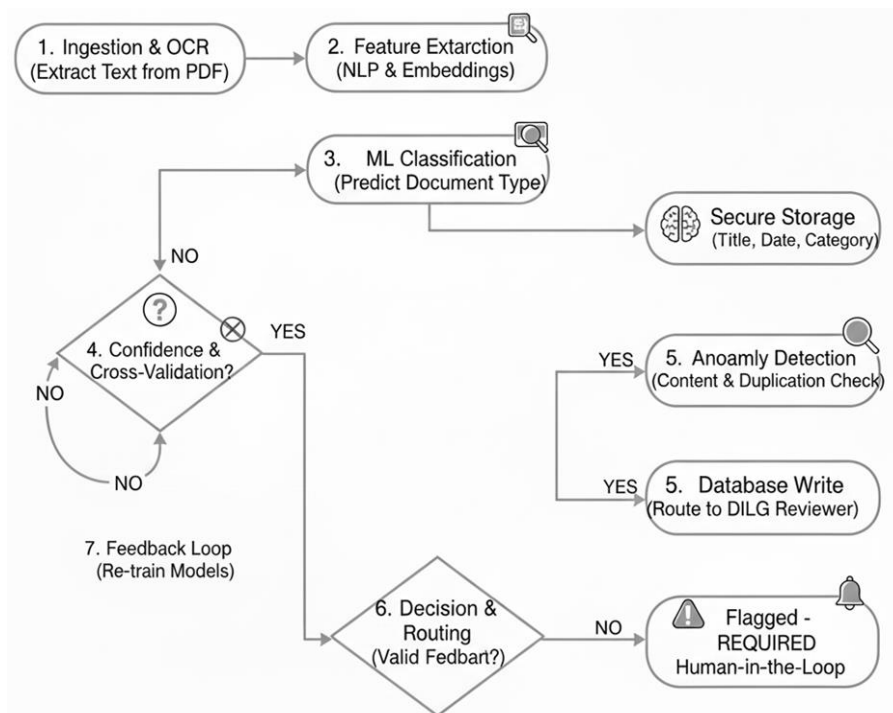 1. Ingestion & OCR
(Extract Text from PDF)
2. Feature Extarction
(NLP & Embeddings)
3. ML Classification
(Predict Document Type)
Secure Storage
(Title, Date, Category)
NO
?
4. Confidence &
Cross-Validation?
YES
NO
NO
YES
5. Anoamly Detection
(Content & Duplication Check)
YES
5. Database Write
(Route to DILG Reviewer)
7. Feedback Loop
(Re-train Models)
6. Decision &
Routing
(Valid Fedbart?)
NO
Flagged -
REQUIRED
Human-in-the-Loop